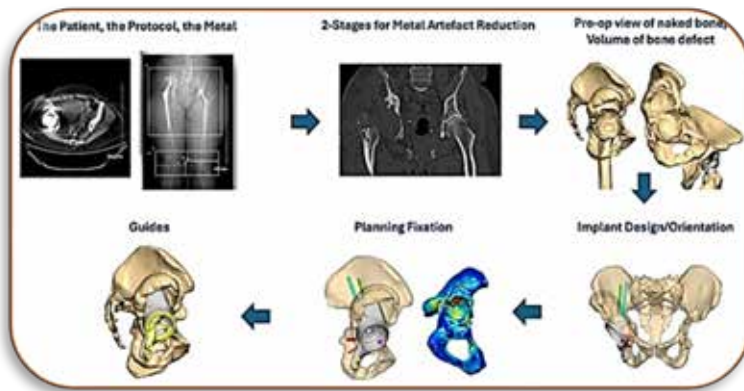 The Patient, the Protocol, the Metal
2-Stages for Metal Artefact Reduction
Pre-op view of naked bone,
Volume of bone defect
Guides
Planning Fixation
Implant Design/Orientation